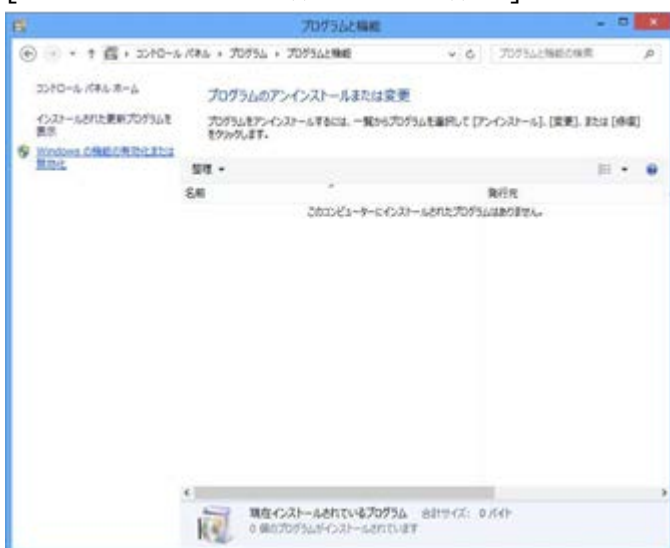 プログラムと機能
コントロール パネル ▸ プログラム ▸ プログラムと機能
プログラムと機能の検索
コントロール パネル ホーム
インストールされた更新プログラムを
表示
Windows の機能の有効化または
無効化
プログラムのアンインストールまたは変更
プログラムをアンインストールするには、一覧からプログラムを選択して [アンインストール]、[変更]、または [修復]
をクリックします。
整理
名前
発行元
このコンピューターにインストールされたプログラムはありません。
現在インストールされているプログラム 合計サイズ: 0 バイト
0 個のプログラムがインストールされています